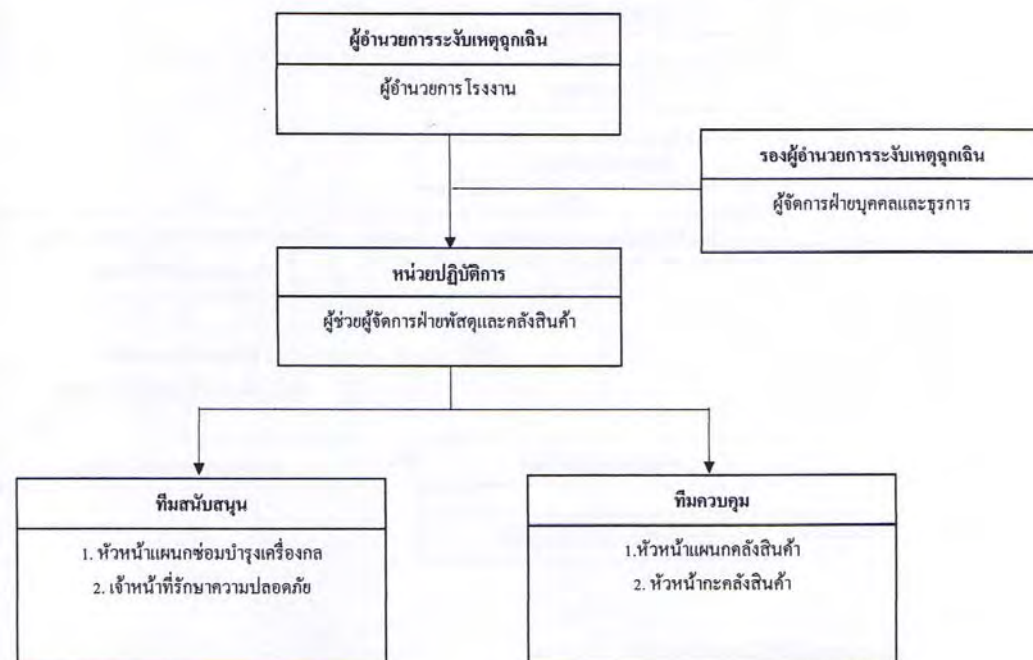 ผู้อำนวยการระงับเหตุฉุกเฉิน
ผู้อำนวยการโรงงาน
รองผู้อำนวยการระงับเหตุฉุกเฉิน
ผู้จัดการฝ่ายบุคคลและธุรการ
หน่วยปฏิบัติการ
ผู้ช่วยผู้จัดการฝ่ายพัสดุและคลังสินค้า
ทีมสนับสนุน
1. หัวหน้าแผนกซ่อมบำรุงเครื่องกล
2. เจ้าหน้าที่รักษาความปลอดภัย
ทีมควบคุม
1.หัวหน้าแผนกคลังสินค้า
2. หัวหน้ากะคลังสินค้า